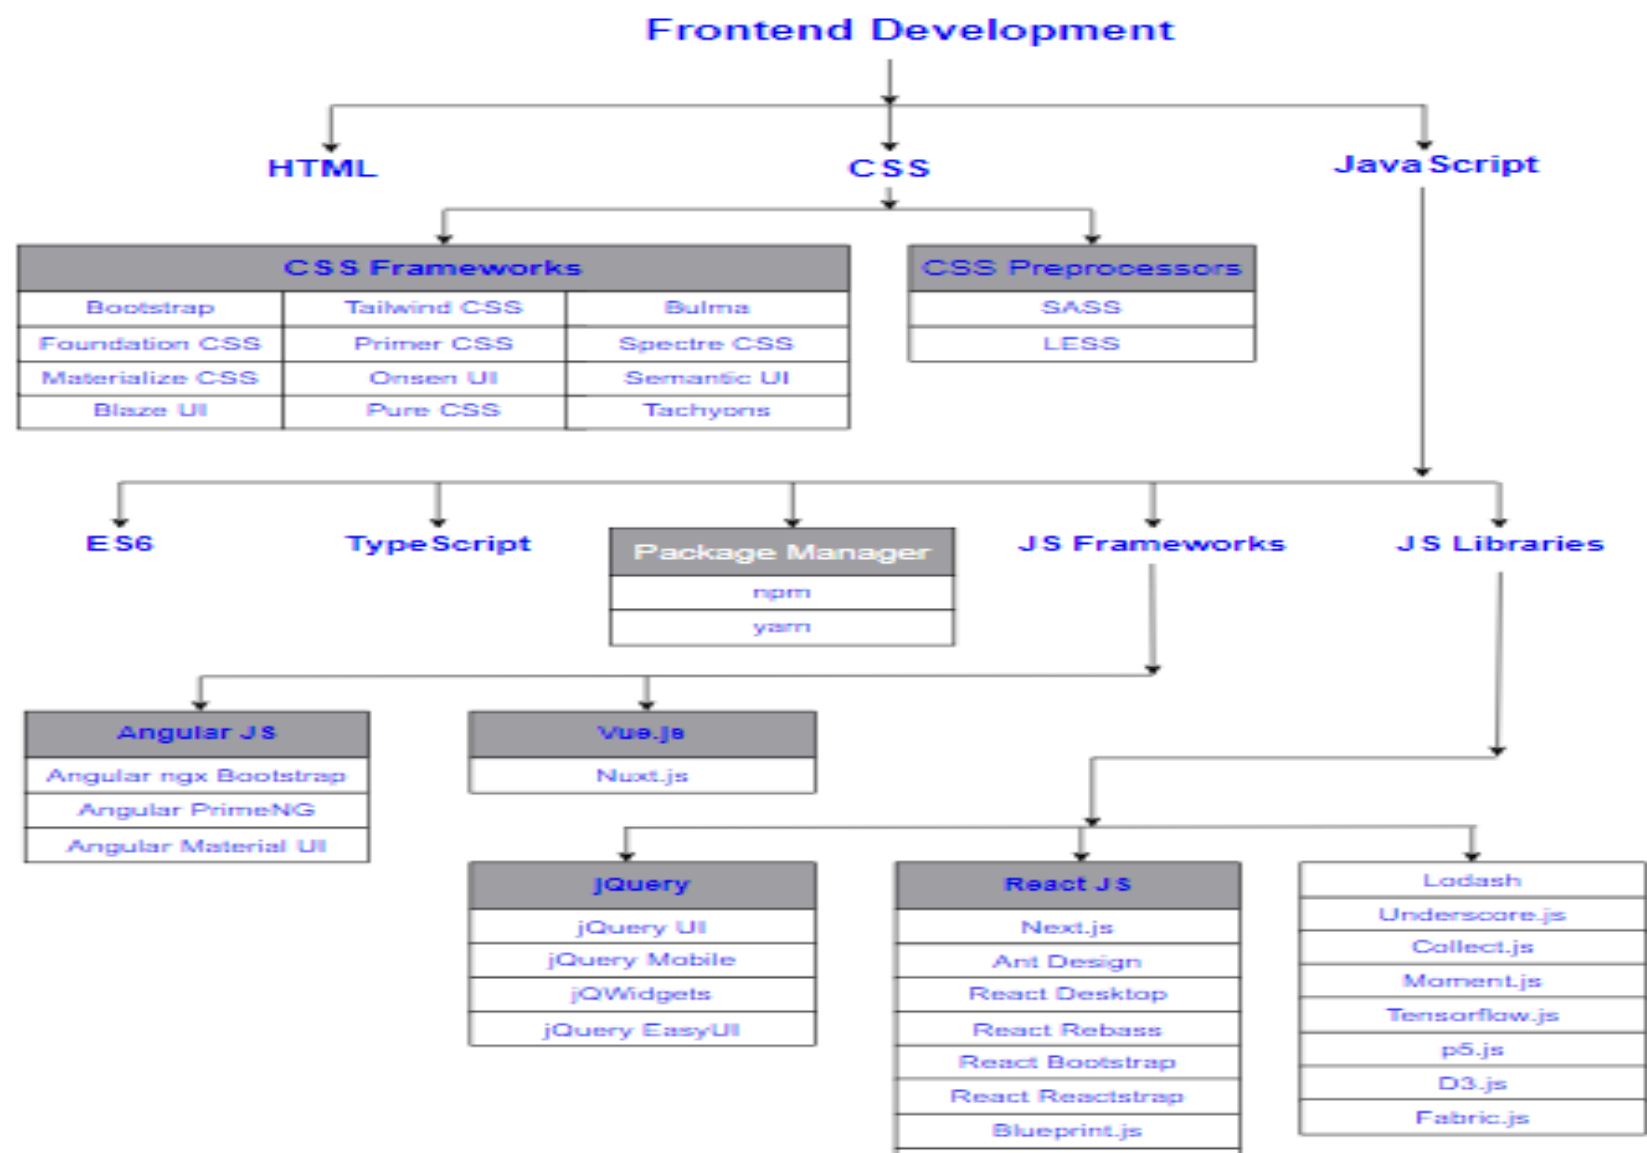 Frontend Development
HTML
CSS
JavaScript
CSS Frameworks
Bootstrap
Tailwind CSS
Bulma
Foundation CSS
Primer CSS
Spectre CSS
Materialize CSS
Onsen UI
Semantic UI
Blaze UI
Pure CSS
Tachyons
CSS Preprocessors
SASS
LESS
ES6
TypeScript
Package Manager
npm
yarn
JS Frameworks
JS Libraries
Angular JS
Angular ngx Bootstrap
Angular PrimeNG
Angular Material UI
Vue.js
Nuxt.js
jQuery
jQuery UI
jQuery Mobile
jQWidgets
jQuery EasyUI
React JS
Next.js
Ant Design
React Desktop
React Rebass
React Bootstrap
React Reactstrap
Blueprint.js
Lodash
Underscore.js
Collect.js
Moment.js
Tensorflow.js
p5.js
D3.js
Fabric.js